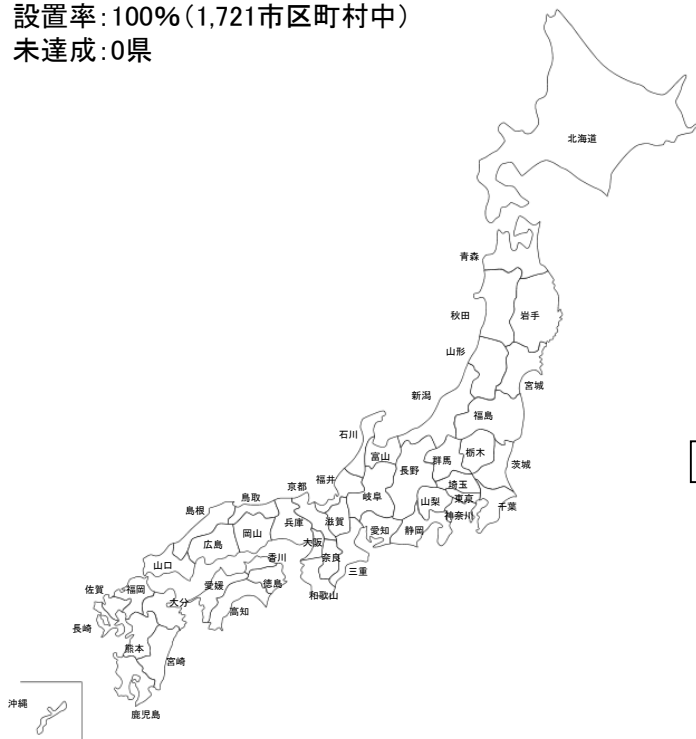 設置率:100%(1,721市区町村中)
未達成:0県
北海道
青森
秋田
岩手
山形
宮城
新潟
福島
石川
富山
長野
群馬
栃木
茨城
埼玉
東京
千葉
神奈川
山梨
静岡
愛知
岐阜
福井
京都
滋賀
三重
奈良
大阪
和歌山
兵庫
鳥取
島根
岡山
広島
山口
香川
徳島
愛媛
高知
佐賀
福岡
大分
長崎
熊本
宮崎
鹿児島
沖縄